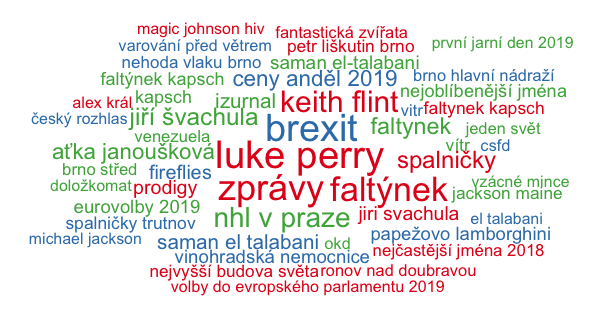 magic johnson hiv
fantastická zvířata
varování před větrem
petr liškutin brno
první jarní den 2019
nehoda vlaku brno
saman el-talabani
faltýnek kapsch
ceny anděl 2019
brno hlavní nádraží
kapsch
izurnal
keith flint
nejoblíbenější jména
alex král
vitr
faltynek kapsch
český rozhlas
jiří švachula
brexit
faltynek
jeden svět
venezuela
vítr
csfd
aťka janoušková
luke perry
spalničky
brno střed
fireflies
doložkomat
prodigy
zprávy
faltýnek
vzácné mince
jackson maine
eurovolby 2019
nhl v praze
jiri svachula
el talabani
spalničky trutnov
papežovo lamborghini
michael jackson
saman el talabani
okd
nejčastější jména 2018
vinohradská nemocnice
nejvyšší budova světa
ronov nad doubravou
volby do evropského parlamentu 2019